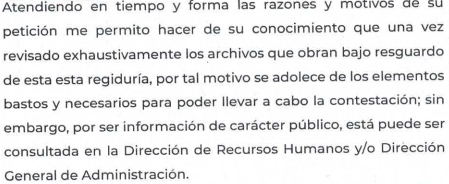 Atendiendo en tiempo y forma las razones y motivos de su
petición me permito hacer de su conocimiento que una vez
revisado exhaustivamente los archivos que obran bajo resguardo
de esta esta regiduría, por tal motivo se adolece de los elementos
bastos y necesarios para poder llevar a cabo la contestación; sin
embargo, por ser información de carácter público, está puede ser
consultada en la Dirección de Recursos Humanos y/o Dirección
General de Administración.